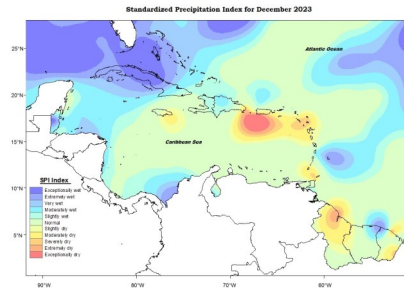 Standardized Precipitation Index for December 2023
25°N
Atlantic Ocean
20°N
15°N
Caribbean Sea
10°N
5°N
SPI Index
Exceptionally wet
Extremely wet
Very wet
Moderately wet
Slightly wet
Normal
Slightly dry
Moderately dry
Severely dry
Extremely dry
Exceptionally dry
90°W
80°W
70°W
60°W